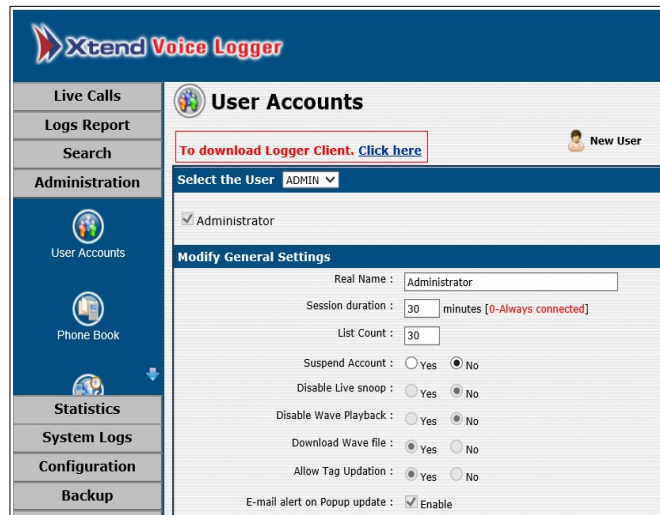 Xtend Voice Logger
Live Calls
Logs Report
Search
Administration
User Accounts
Phone Book
Statistics
System Logs
Configuration
Backup
User Accounts
To download Logger Client. Click here
New User
Select the User ADMIN
Administrator
Modify General Settings
Real Name : Administrator
Session duration : 30 minutes [0-Always connected]
List Count : 30
Suspend Account : Yes No
Disable Live snoop : Yes No
Disable Wave Playback : Yes No
Download Wave file : Yes No
Allow Tag Updation : Yes No
E-mail alert on Popup update : Enable